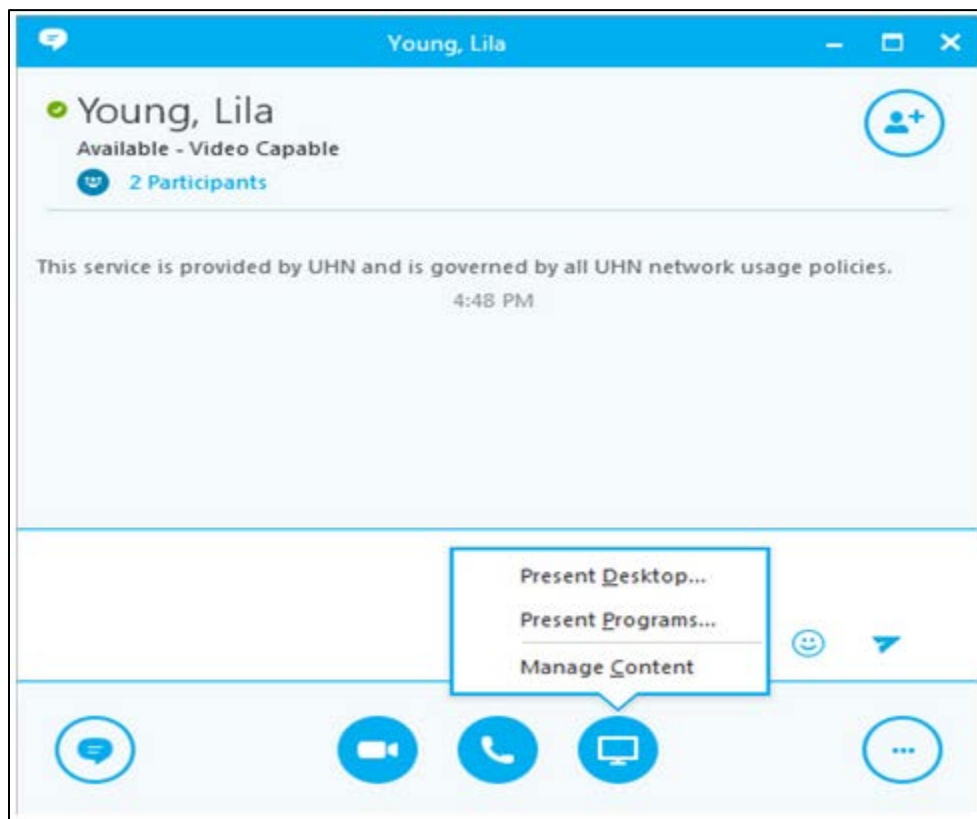 Young, Lila
Young, Lila
Available - Video Capable
2 Participants
This service is provided by UHN and is governed by all UHN network usage policies.
4:48 PM
Present Desktop...
Present Programs...
Manage Content